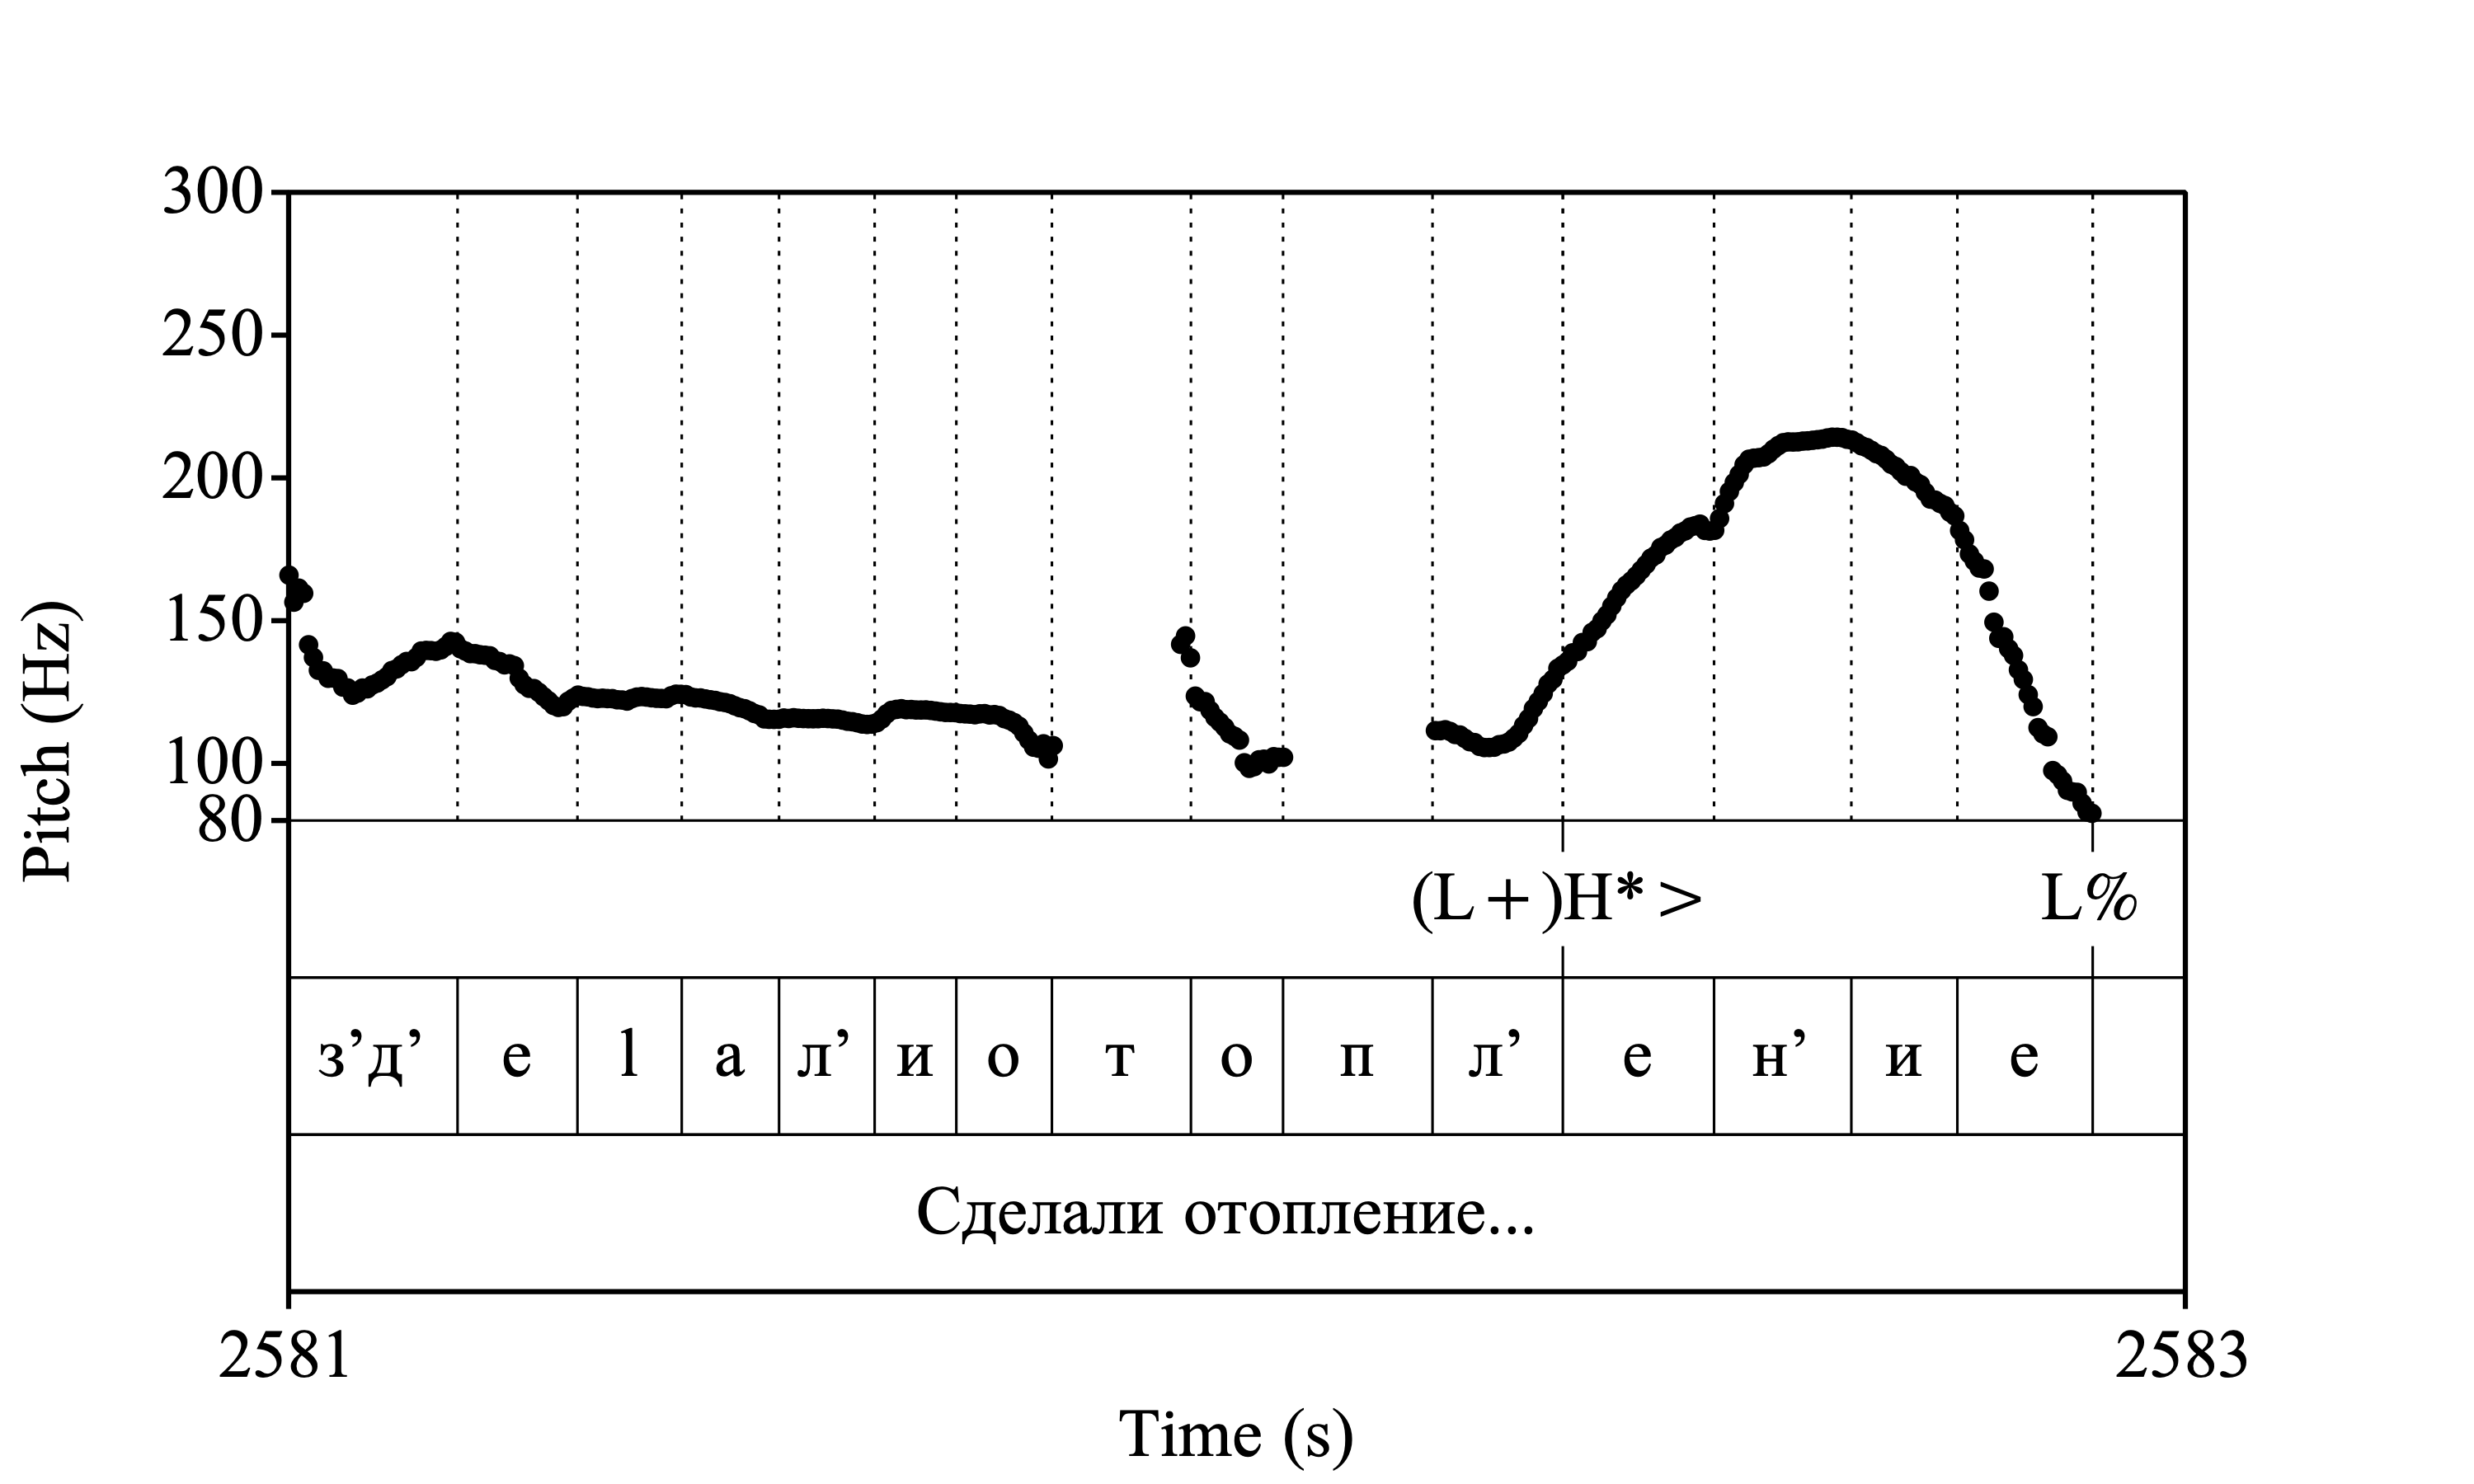 300
250
200
150
100
80
Pitch (Hz)
(L+)H*> L%
з’д’ е l а л’ и о т о п л’ е н’ и е
Сделали отопление...
2581 2583
Time (s)